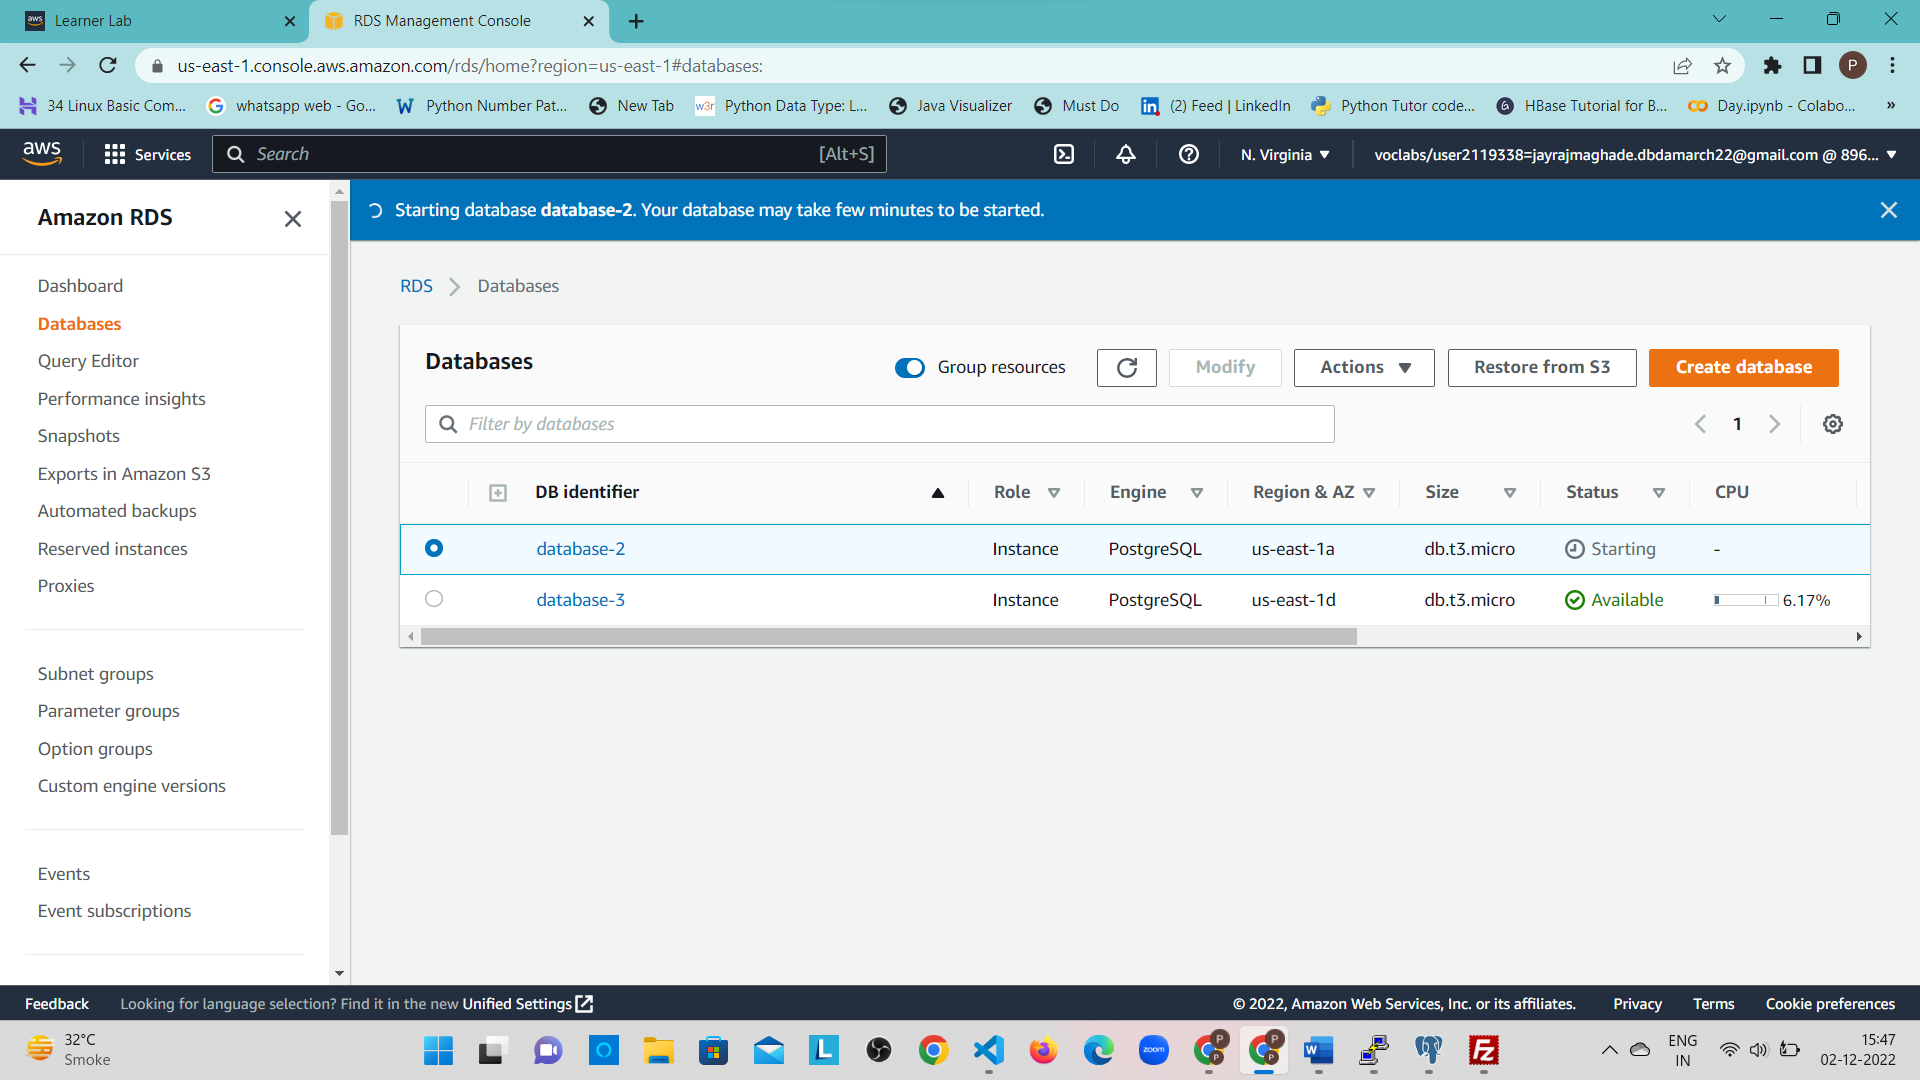 Learner Lab
RDS Management Console
us-east-1.console.aws.amazon.com/rds/home?region=us-east-1#databases:
P
34 Linux Basic Com...
whatsapp web - Go...
Python Number Pat...
New Tab
w3r Python Data Type: L...
Java Visualizer
Must Do
(2) Feed | LinkedIn
Python Tutor code...
HBase Tutorial for B...
Day.ipynb - Colabo...
»
aws
Services
Search
[Alt+S]
N. Virginia
voclabs/user2119338=jayrajmaghade.dbdamarch22@gmail.com @ 896...
Amazon RDS
Dashboard
Databases
Query Editor
Performance insights
Snapshots
Exports in Amazon S3
Automated backups
Reserved instances
Proxies
Subnet groups
Parameter groups
Option groups
Custom engine versions
Events
Event subscriptions
Starting database database-2. Your database may take few minutes to be started.
RDS
Databases
Databases
Group resources
Modify
Actions
Restore from S3
Create database
Filter by databases
1
DB identifier Role Engine Region & AZ Size Status CPU
database-2 Instance PostgreSQL us-east-1a db.t3.micro Starting -
database-3 Instance PostgreSQL us-east-1d db.t3.micro Available 6.17%
Feedback
Looking for language selection? Find it in the new Unified Settings
© 2022, Amazon Web Services, Inc. or its affiliates.
Privacy
Terms
Cookie preferences
32°C
Smoke
L
zoom
P
P
P
P
W
Fz
ENG
IN
15:47
02-12-2022